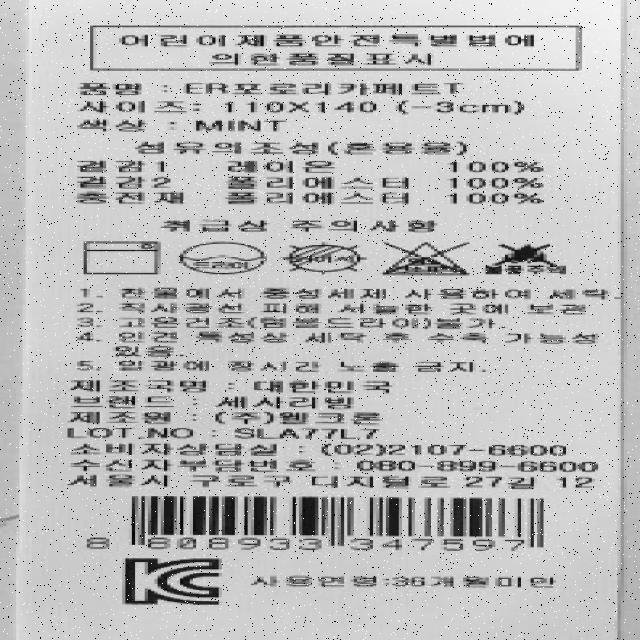 어린이제품안전특별법에
의한품질표시
품명 : ER모로리카페트T
사이즈: 110X140 (-3cm)
색상 : MINT
섬유의조성(혼용율)
겉감1 레이온 100%
겉감2 폴리에스터 100%
충전재 폴리에스터 100%
취급상 주의사항
드라이
1. 찬물에서 중성세제 사용하여 세탁.
2. 직사광선 피해 서늘한 곳에 보관
3. 고온건조(텀블드라이)불가
4. 인견 특성상 세탁 후 수축 가능성
있음
5. 일광에 장시간 노출 금지.
제조국명 : 대한민국
브랜드 : 세사리빙
제조원 : (주)웰크론
LOT.NO : SLA77L7
소비자상담실 : (02)2107-6600
수신자부담번호 : 080-899-6600
서울시 구로구 디지털로 27길 12
8 808933 347597
KC 사용연령:36개월미만